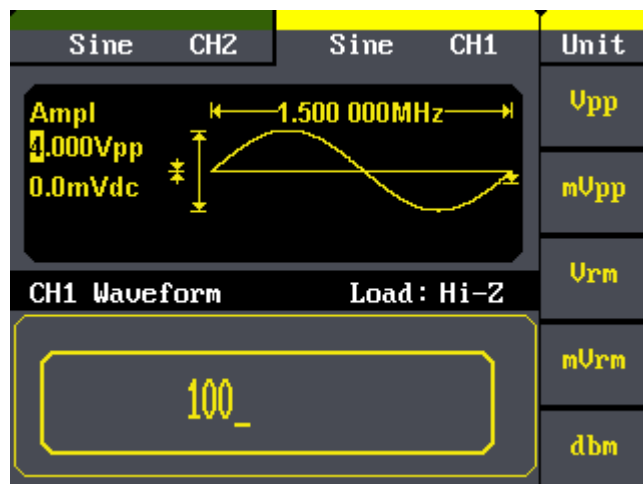 Sine CH2 Sine CH1 Unit
Ampl 1.500 000MHz Vpp
4.000Vpp
0.0mVdc mVpp
Vrm
CH1 Waveform Load: Hi-Z
mVrm
100_
dbm